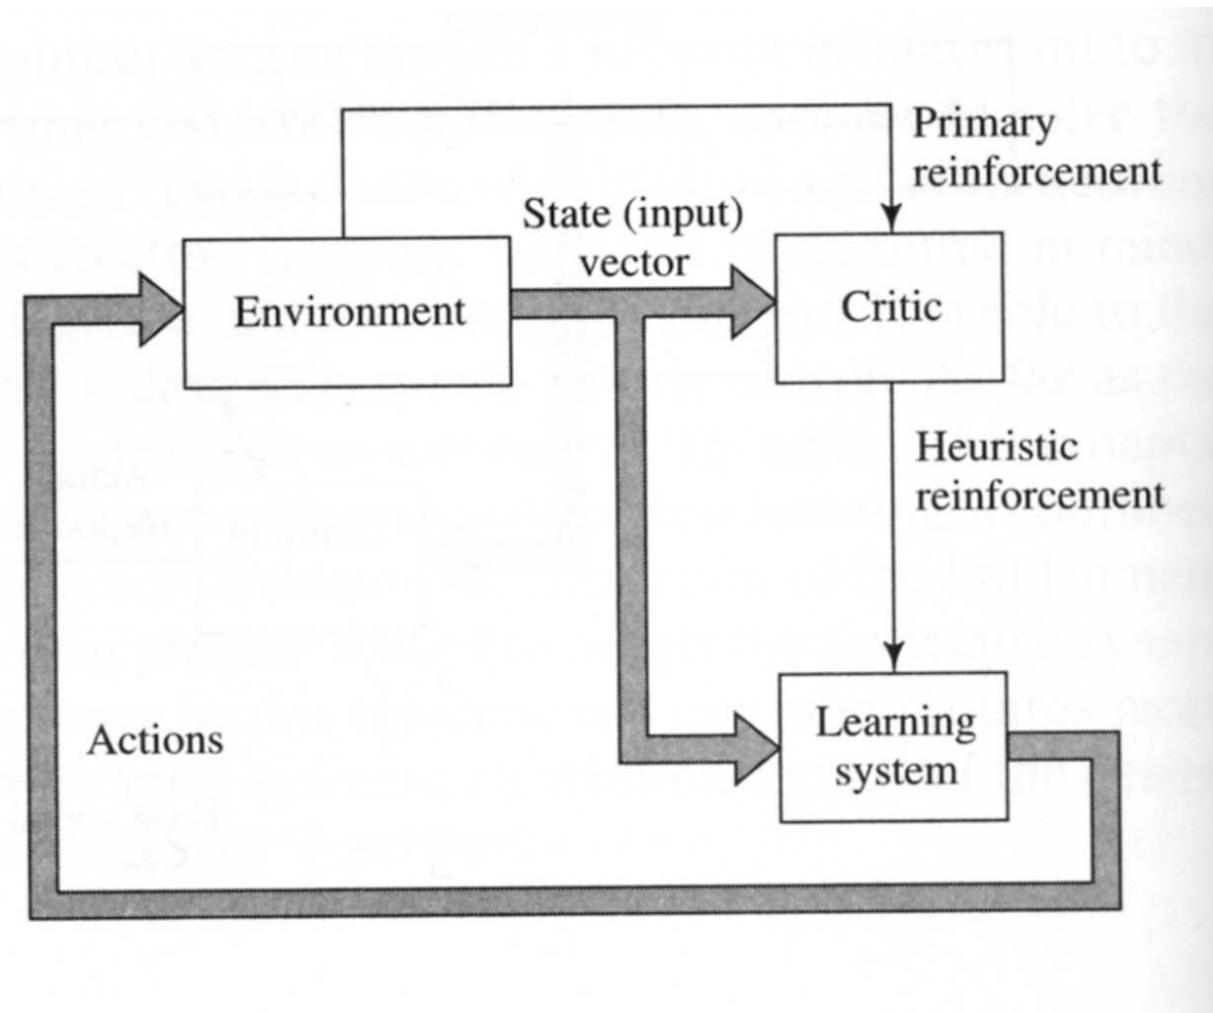 Primary
reinforcement
State (input)
vector
Environment
Critic
Heuristic
reinforcement
Actions
Learning
system